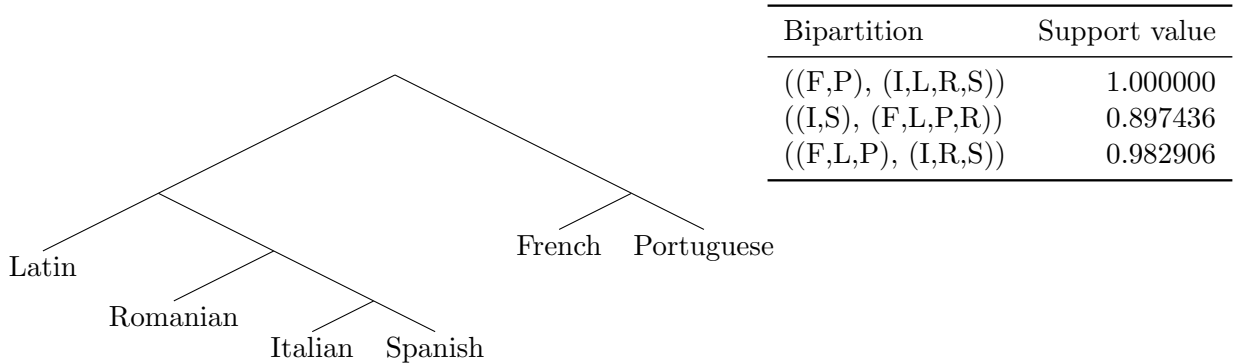 Bipartition Support value
((F,P), (I,L,R,S)) 1.000000
((I,S), (F,L,P,R)) 0.897436
((F,L,P), (I,R,S)) 0.982906
French Portuguese
Latin
Romanian
Italian Spanish